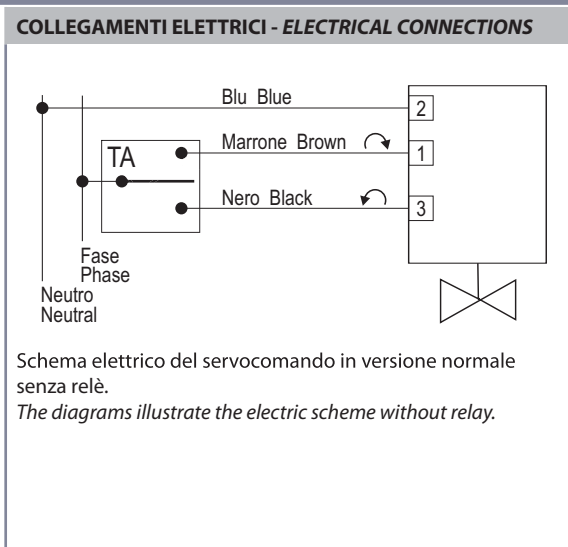 COLLEGAMENTI ELETTRICI - ELECTRICAL CONNECTIONS
Blu Blue
2
TA
Marrone Brown
1
Nero Black
3
Fase
Phase
Neutro
Neutral
Schema elettrico del servocomando in versione normale
senza relè.
The diagrams illustrate the electric scheme without relay.